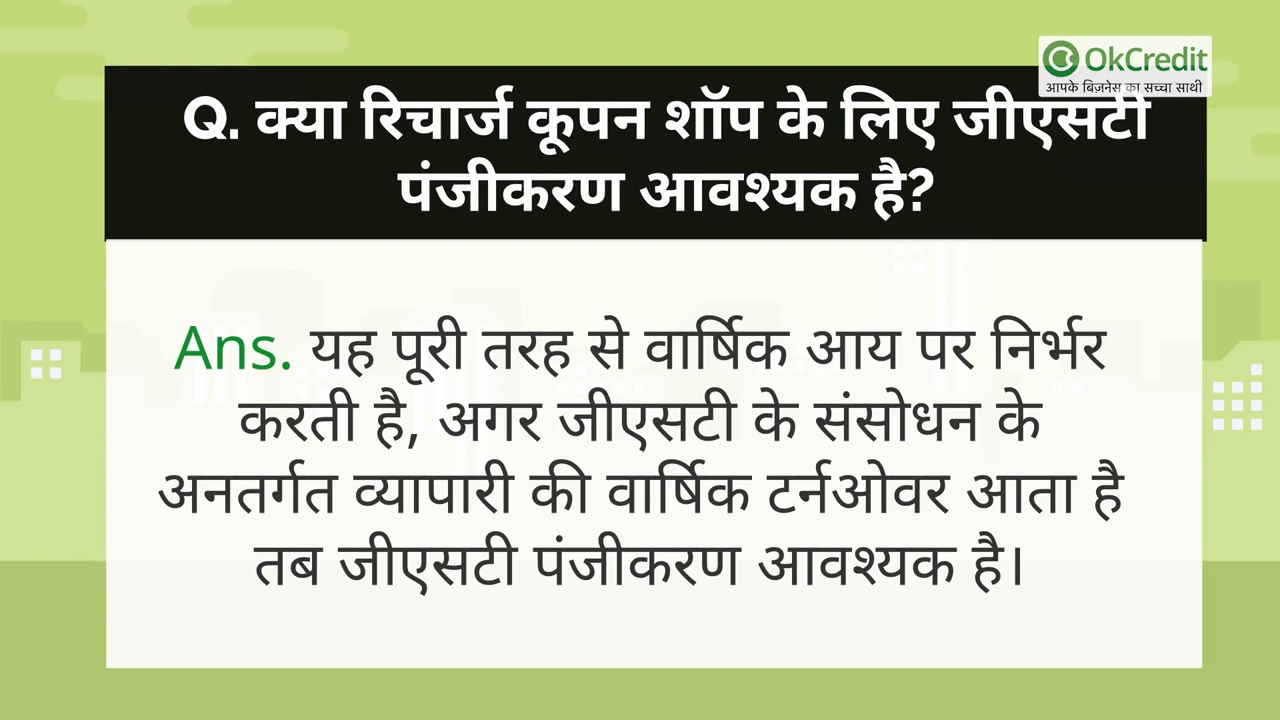 OkCredit
आपके बिज़नेस का सच्चा साथी
Q. क्या रिचार्ज कूपन शॉप के लिए जीएसटी
पंजीकरण आवश्यक है?
Ans. यह पूरी तरह से वार्षिक आय पर निर्भर
करती है, अगर जीएसटी के संसोधन के
अनतर्गत व्यापारी की वार्षिक टर्नओवर आता है
तब जीएसटी पंजीकरण आवश्यक है।